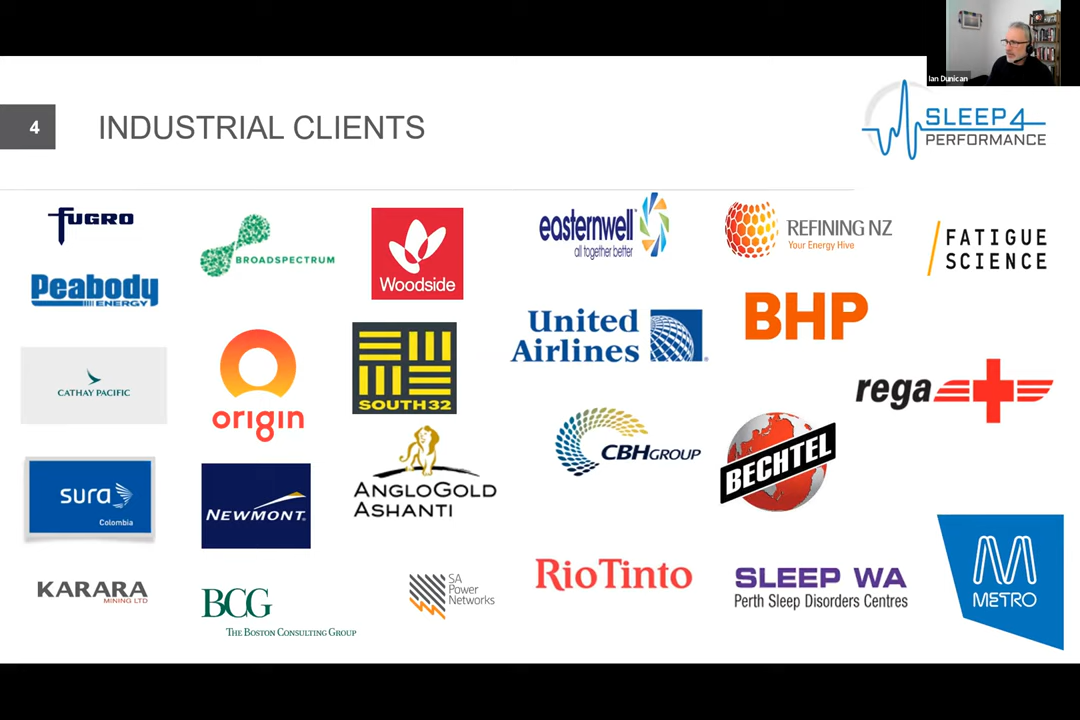 Ian Dunican
4
INDUSTRIAL CLIENTS
SLEEP4
PERFORMANCE
FUGRO
BROADSPECTRUM
Woodside
easternwell
all together better
REFINING NZ
Your Energy Hive
FATIGUE
SCIENCE
Peabody
ENERGY
United
Airlines
BHP
CATHAY PACIFIC
origin
SOUTH32
rega
CBHGROUP
BECHTEL
sura
Colombia
NEWMONT
ANGLOGOLD
ASHANTI
KARARA
MINING LTD
BCG
THE BOSTON CONSULTING GROUP
SA
Power
Networks
RioTinto
SLEEP WA
Perth Sleep Disorders Centres
METRO